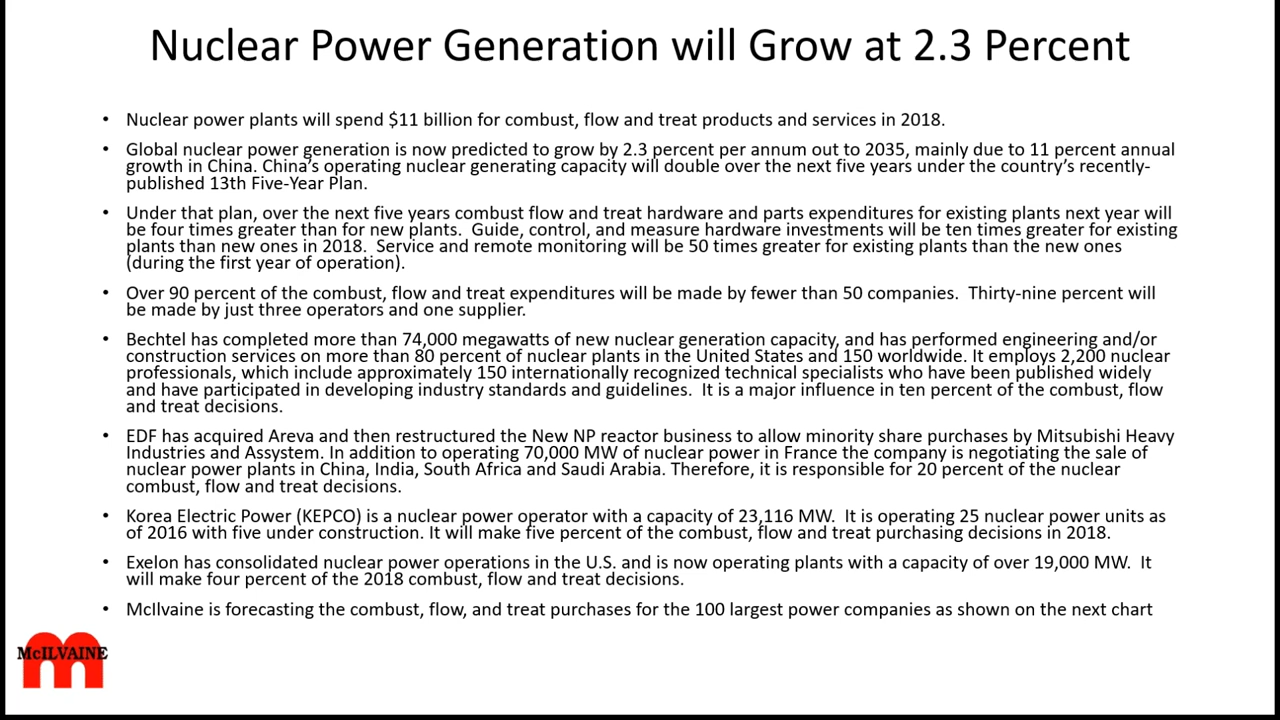 Nuclear Power Generation will Grow at 2.3 Percent
• Nuclear power plants will spend $11 billion for combust, flow and treat products and services in 2018.
• Global nuclear power generation is now predicted to grow by 2.3 percent per annum out to 2035, mainly due to 11 percent annual
growth in China. China's operating nuclear generating capacity will double over the next five years under the country's recently-
published 13th Five-Year Plan.
• Under that plan, over the next five years combust flow and treat hardware and parts expenditures for existing plants next year will
be four times greater than for new plants.  Guide, control, and measure hardware investments will be ten times greater for existing
plants than new ones in 2018.  Service and remote monitoring will be 50 times greater for existing plants than the new ones
(during the first year of operation).
• Over 90 percent of the combust, flow and treat expenditures will be made by fewer than 50 companies.  Thirty-nine percent will
be made by just three operators and one supplier.
• Bechtel has completed more than 74,000 megawatts of new nuclear generation capacity, and has performed engineering and/or
construction services on more than 80 percent of nuclear plants in the United States and 150 worldwide. It employs 2,200 nuclear
professionals, which include approximately 150 internationally recognized technical specialists who have been published widely
and have participated in developing industry standards and guidelines.  It is a major influence in ten percent of the combust, flow
and treat decisions.
• EDF has acquired Areva and then restructured the New NP reactor business to allow minority share purchases by Mitsubishi Heavy
Industries and Assystem. In addition to operating 70,000 MW of nuclear power in France the company is negotiating the sale of
nuclear power plants in China, India, South Africa and Saudi Arabia. Therefore, it is responsible for 20 percent of the nuclear
combust, flow and treat decisions.
• Korea Electric Power (KEPCO) is a nuclear power operator with a capacity of 23,116 MW.  It is operating 25 nuclear power units as
of 2016 with five under construction. It will make five percent of the combust, flow and treat purchasing decisions in 2018.
• Exelon has consolidated nuclear power operations in the U.S. and is now operating plants with a capacity of over 19,000 MW.  It
will make four percent of the 2018 combust, flow and treat decisions.
• McIlvaine is forecasting the combust, flow, and treat purchases for the 100 largest power companies as shown on the next chart
McILVAINE